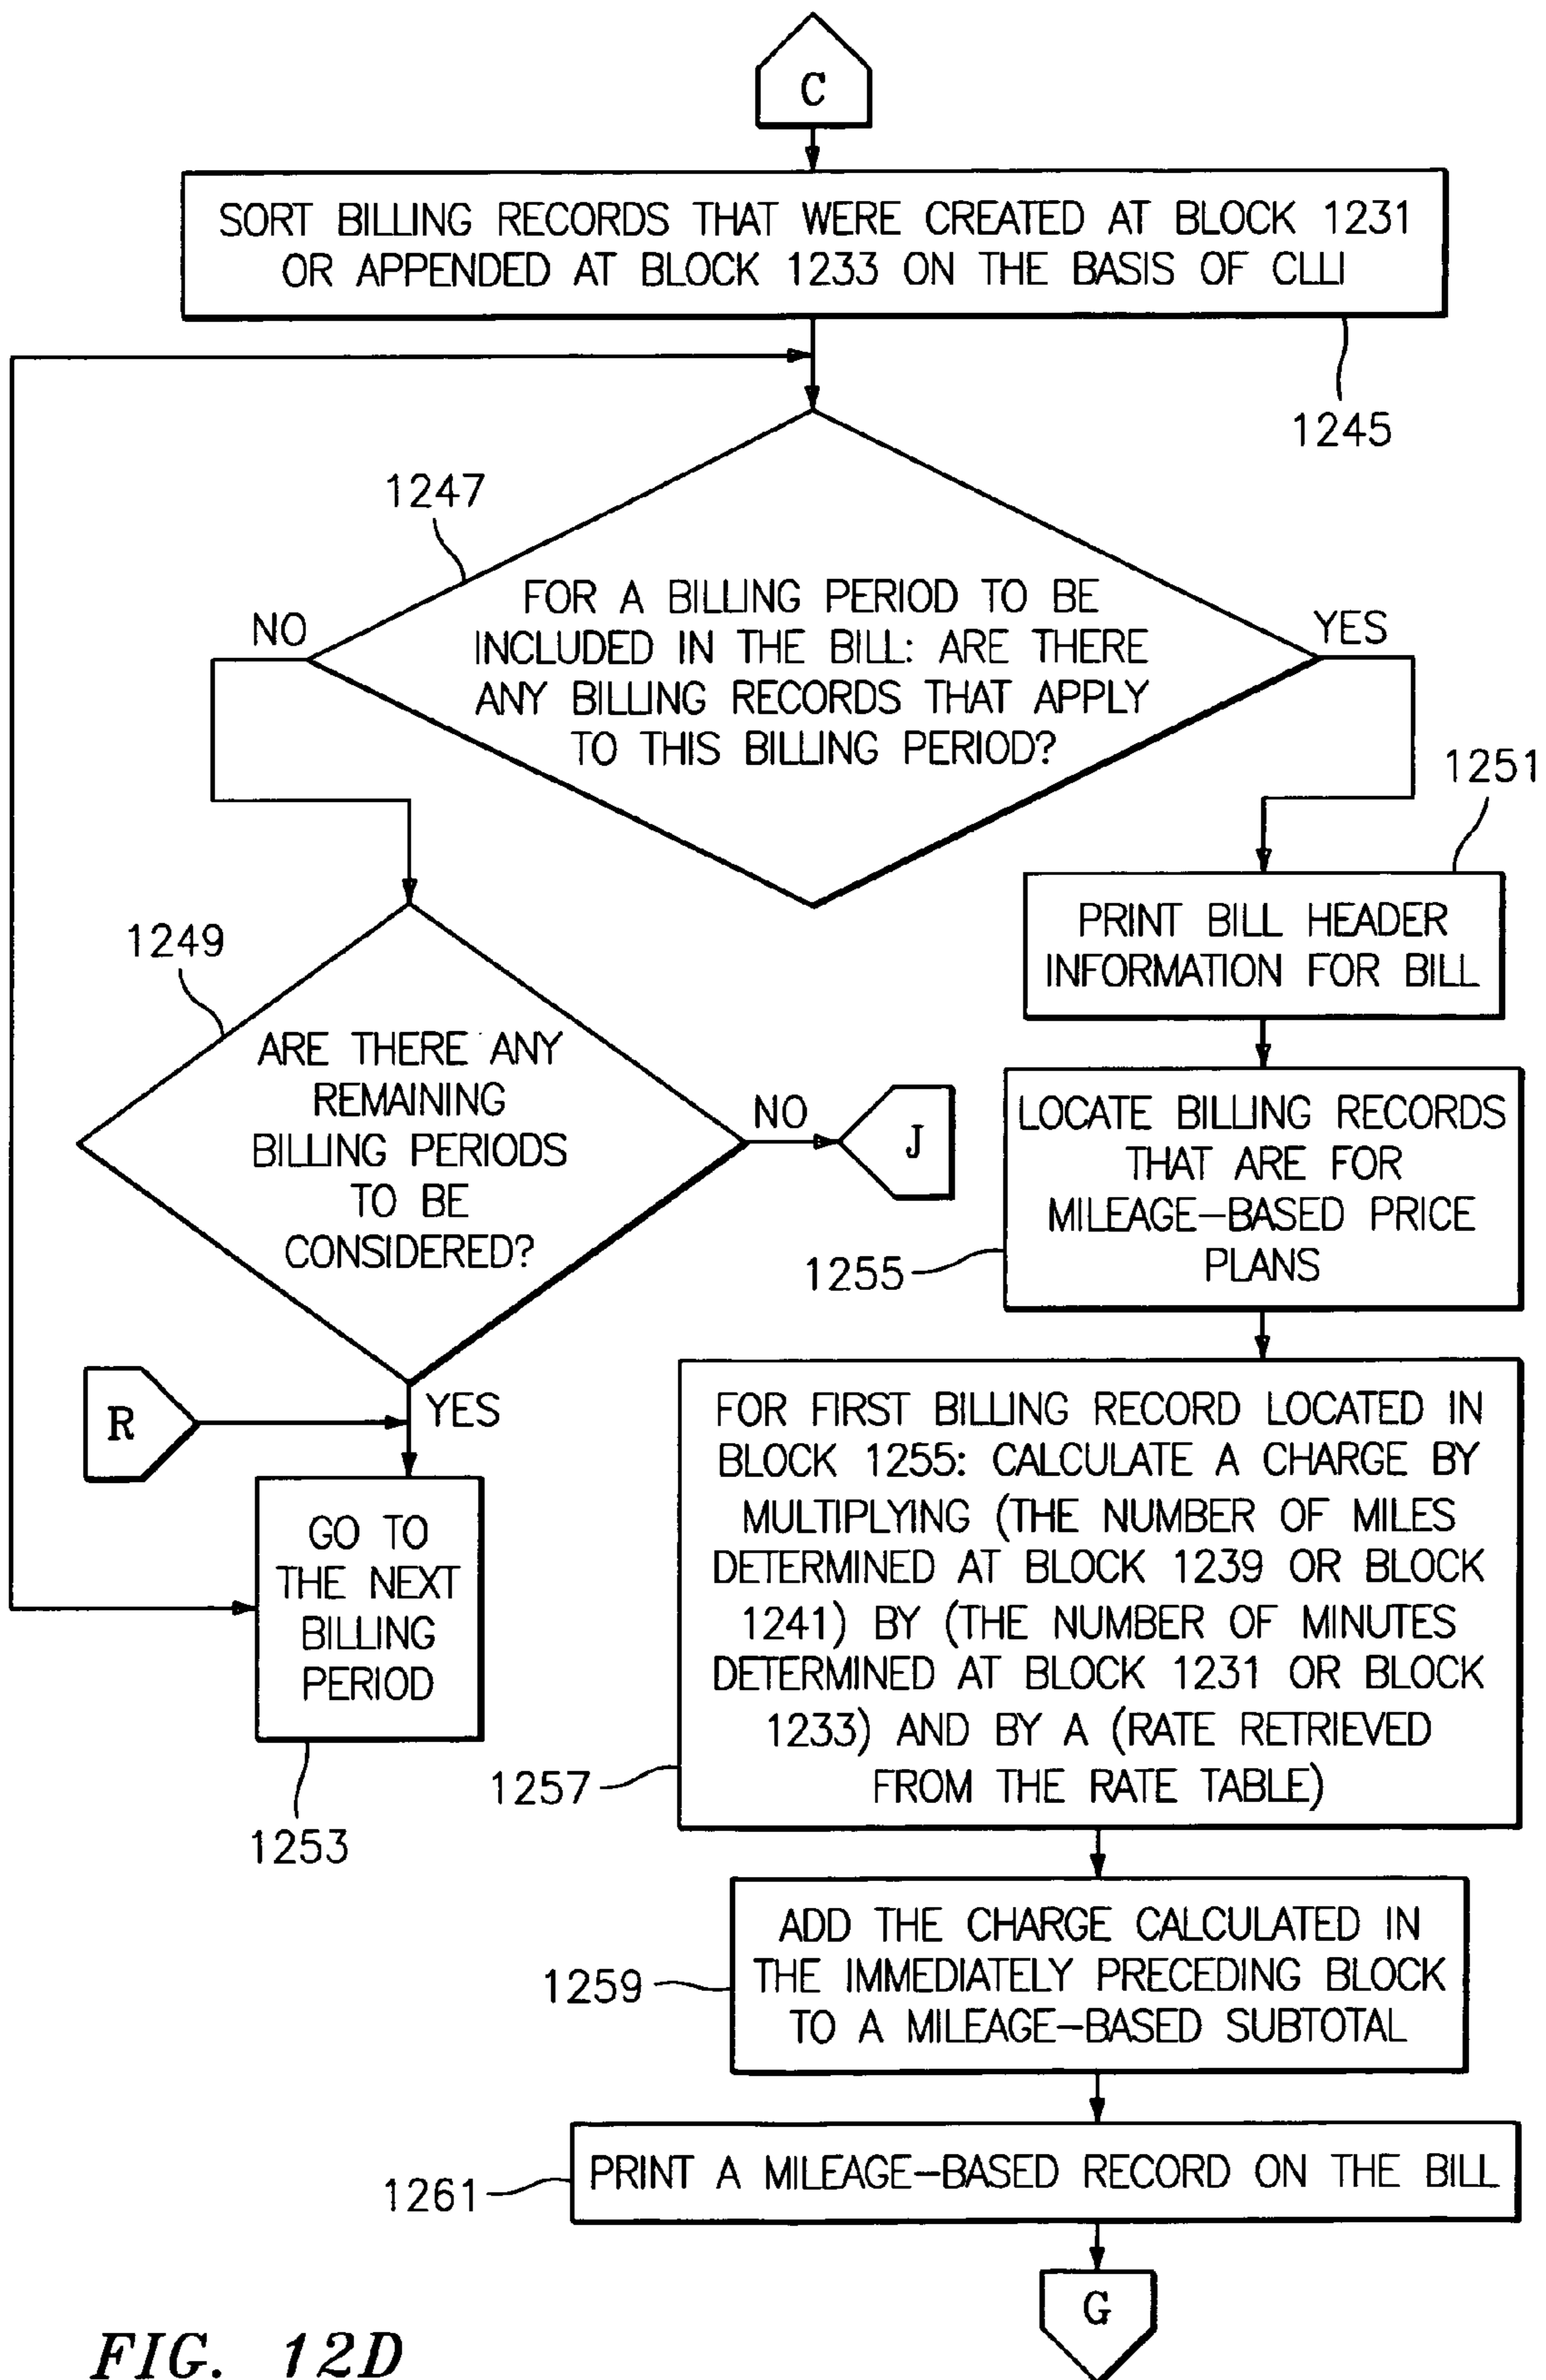 C
SORT BILLING RECORDS THAT WERE CREATED AT BLOCK 1231
OR APPENDED AT BLOCK 1233 ON THE BASIS OF CLLI
1245
1247
FOR A BILLING PERIOD TO BE
INCLUDED IN THE BILL: ARE THERE
ANY BILLING RECORDS THAT APPLY
TO THIS BILLING PERIOD?
NO
YES
1251
PRINT BILL HEADER
INFORMATION FOR BILL
1249
ARE THERE ANY
REMAINING
BILLING PERIODS
TO BE
CONSIDERED?
NO
J
LOCATE BILLING RECORDS
THAT ARE FOR
MILEAGE-BASED PRICE
PLANS
1255
R
YES
GO TO
THE NEXT
BILLING
PERIOD
1253
FOR FIRST BILLING RECORD LOCATED IN
BLOCK 1255: CALCULATE A CHARGE BY
MULTIPLYING (THE NUMBER OF MILES
DETERMINED AT BLOCK 1239 OR BLOCK
1241) BY (THE NUMBER OF MINUTES
DETERMINED AT BLOCK 1231 OR BLOCK
1233) AND BY A (RATE RETRIEVED
FROM THE RATE TABLE)
1257
ADD THE CHARGE CALCULATED IN
THE IMMEDIATELY PRECEDING BLOCK
TO A MILEAGE-BASED SUBTOTAL
1259
PRINT A MILEAGE-BASED RECORD ON THE BILL
1261
G
FIG. 12D